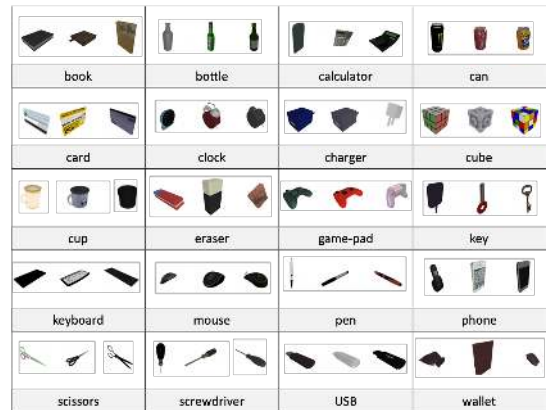 book bottle calculator can
card clock charger cube
cup eraser game-pad key
keyboard mouse pen phone
scissors screwdriver USB wallet